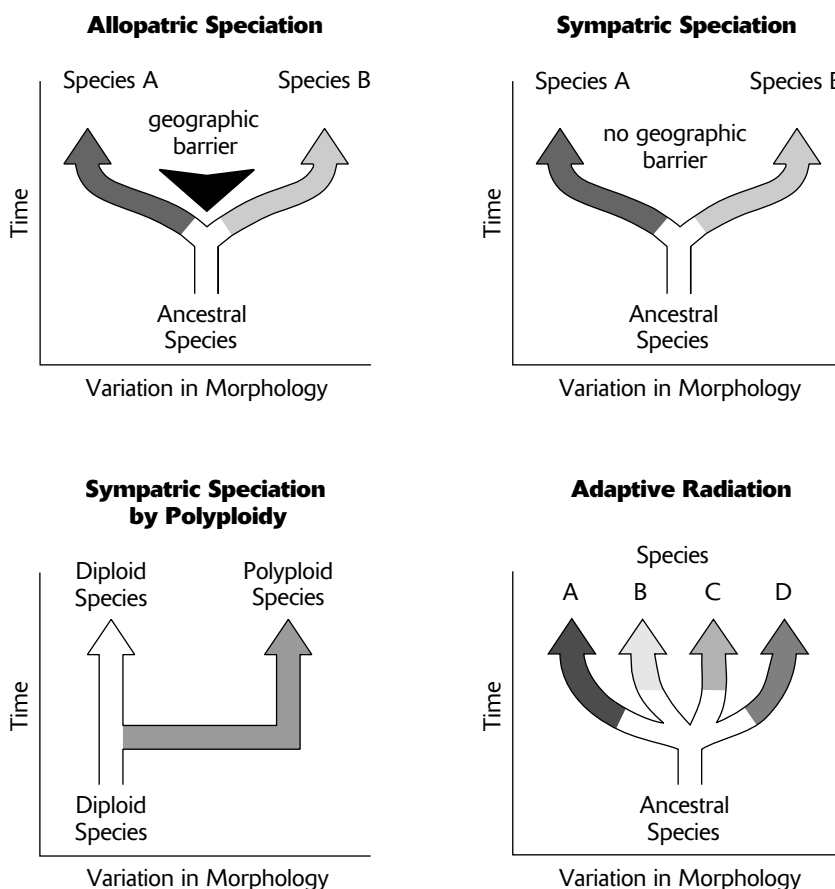 Allopatric Speciation
Species A
Species B
geographic
barrier
Time
Ancestral
Species
Variation in Morphology
Sympatric Speciation
Species A
Species B
no geographic
barrier
Time
Ancestral
Species
Variation in Morphology
Sympatric Speciation
by Polyploidy
Diploid
Species
Polyploid
Species
Time
Diploid
Species
Variation in Morphology
Adaptive Radiation
Species
A B C D
Time
Ancestral
Species
Variation in Morphology